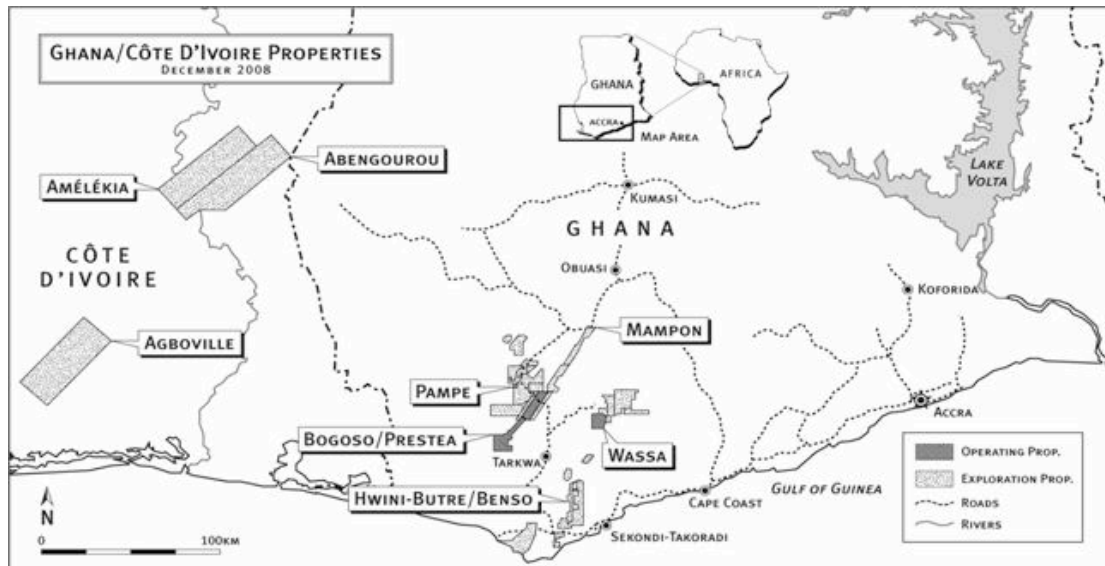 GHANA/CÔTE D'IVOIRE PROPERTIES
DECEMBER 2008
GHANA
AFRICA
ACCRA
MAP AREA
ABENGOUROU
AMÉLÉKIA
LAKE
VOLTA
KUMASI
GHANA
CÔTE
D'IVOIRE
OBUASI
KOFORIDA
MAMPON
AGBOVILLE
PAMPE
ACCRA
BOGOSO/PRESTEA
WASSA
TARKWA
OPERATING PROP.
EXPLORATION PROP.
ROADS
RIVERS
HWINI-BUTRE/BENSO
CAPE COAST
GULF OF GUINEA
N
SEKONDI-TAKORADI
0
100KM